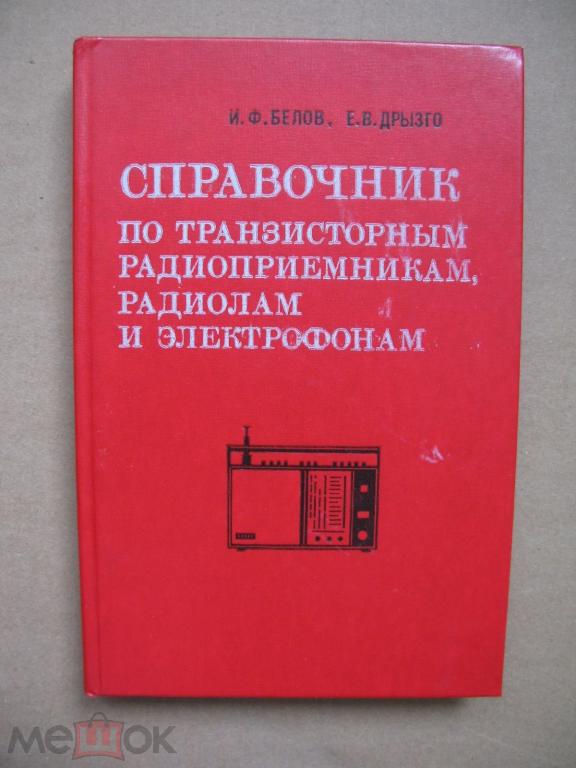 И.Ф.БЕЛОВ, Е.В.ДРЫЗГО
СПРАВОЧНИК
ПО ТРАНЗИСТОРНЫМ
РАДИОПРИЕМНИКАМ,
РАДИОЛАМ
И ЭЛЕКТРОФОНАМ
мешок